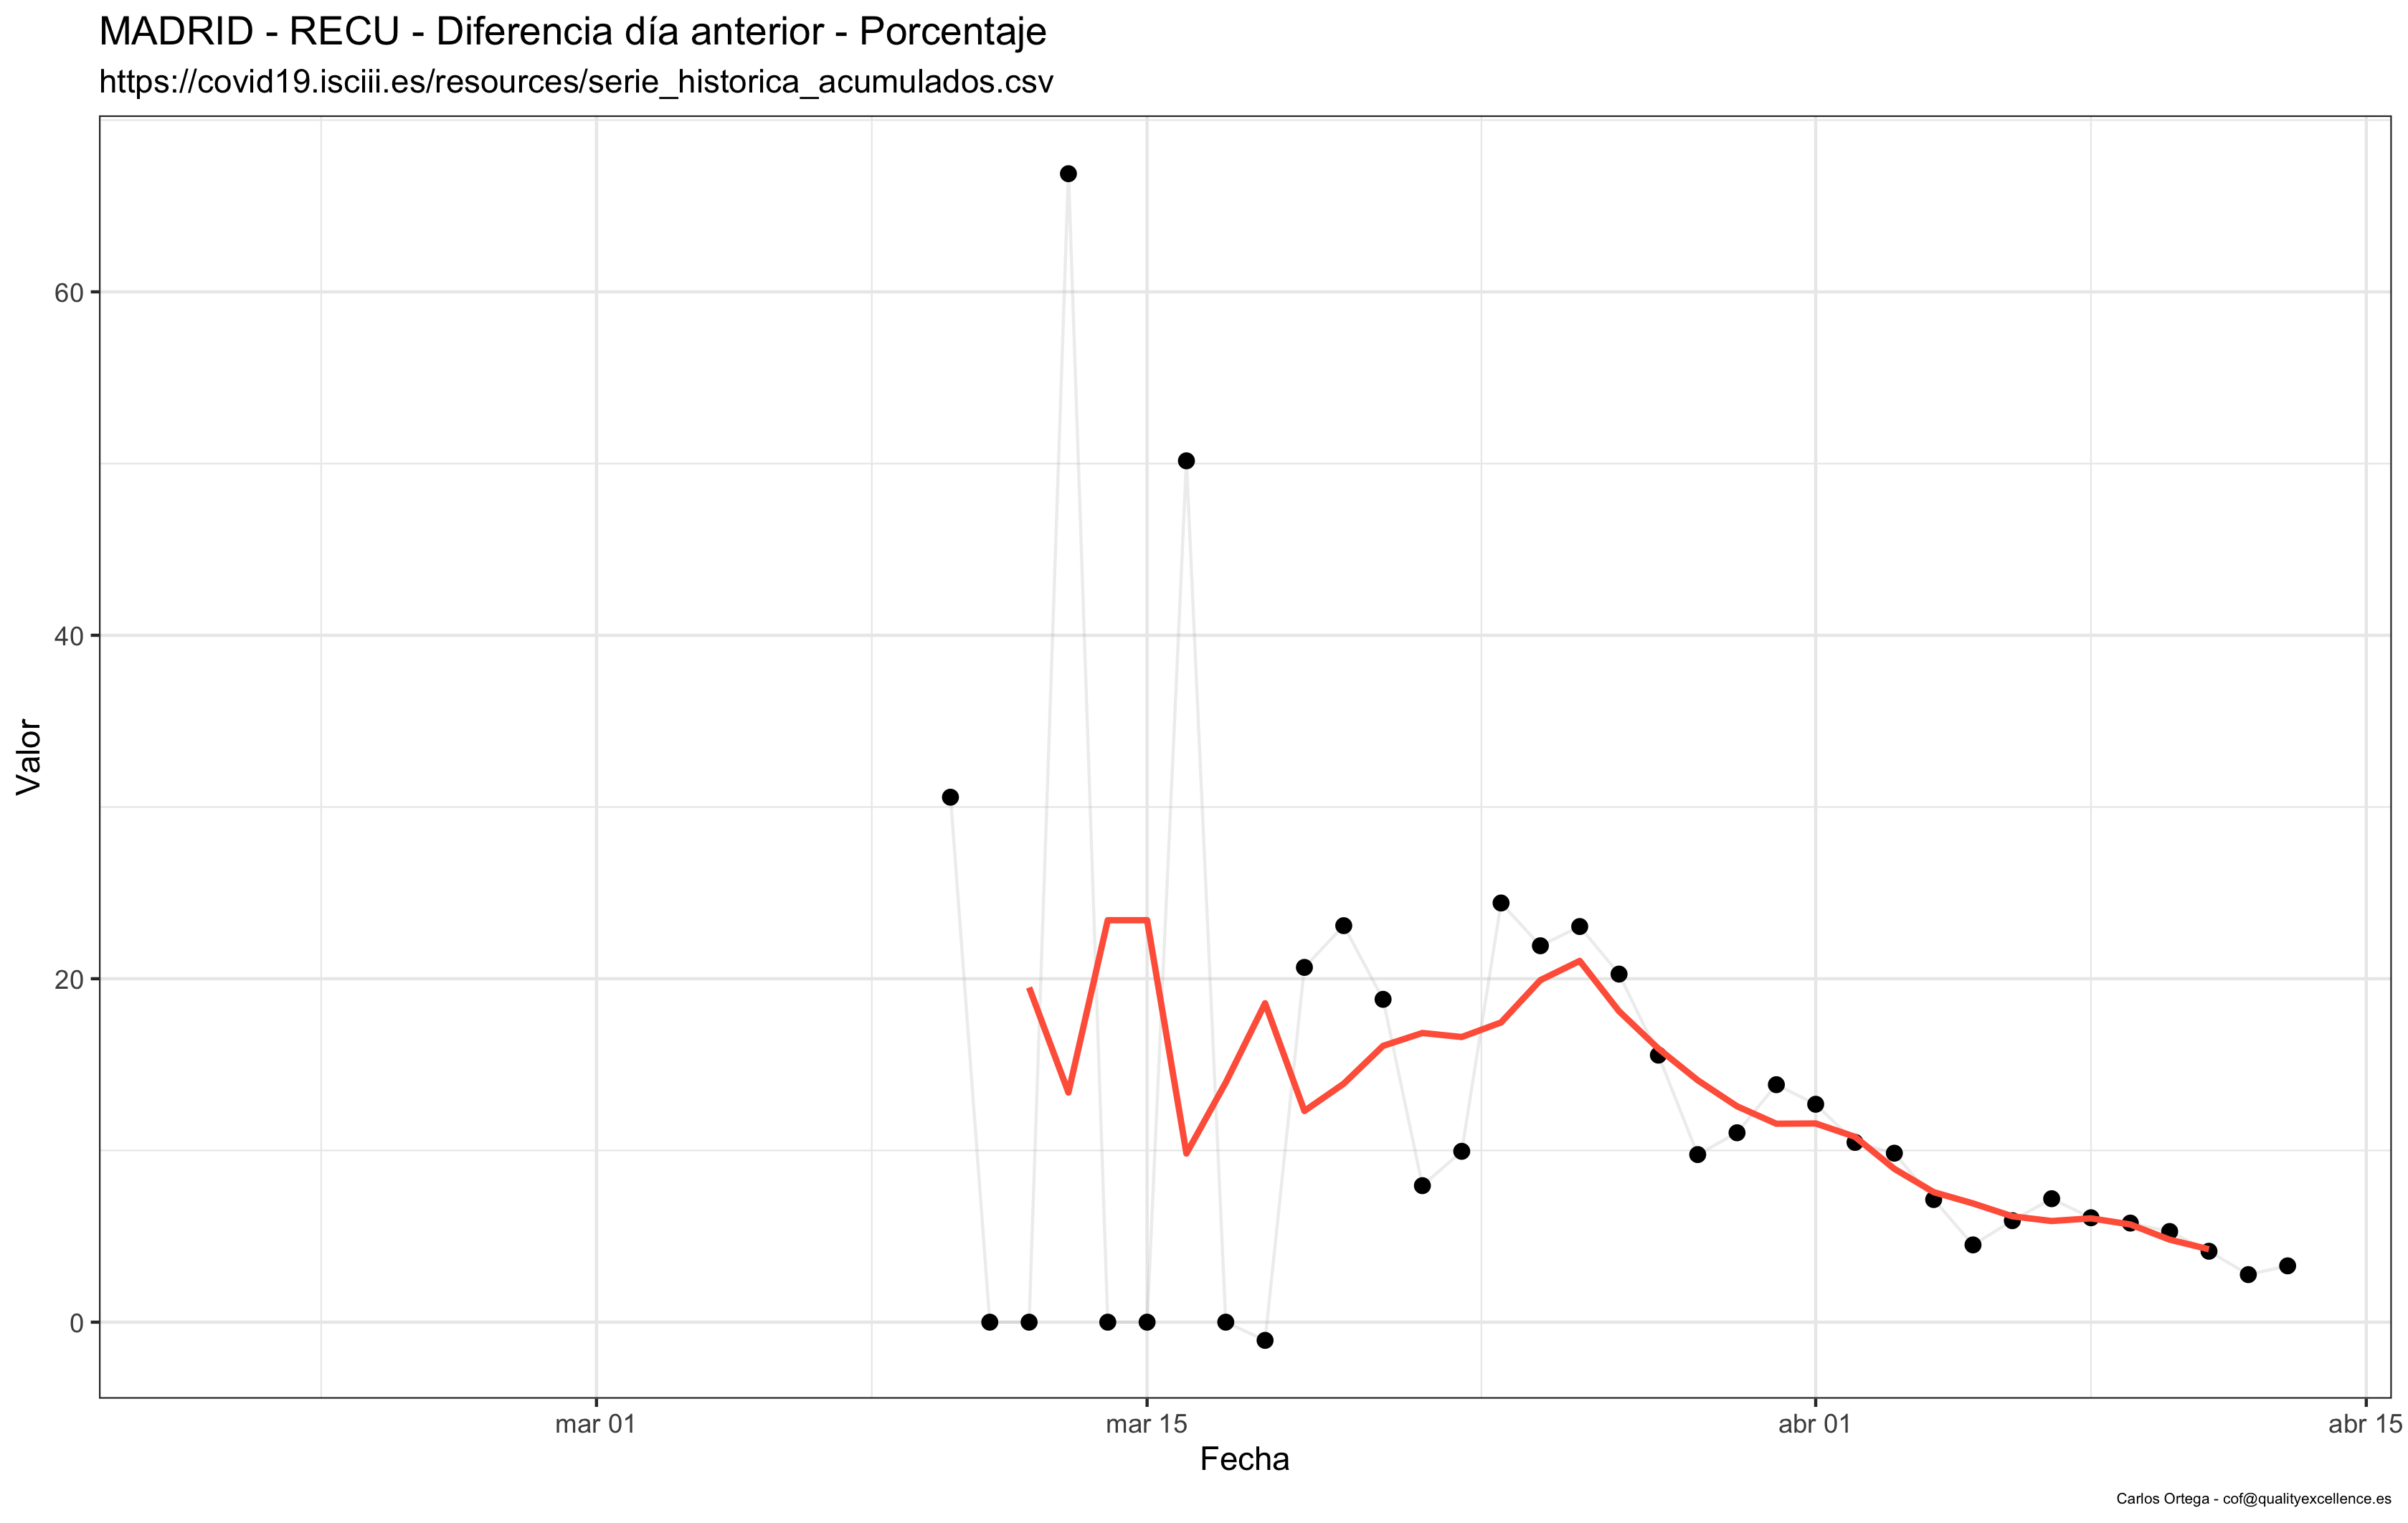 MADRID - RECU - Diferencia día anterior - Porcentaje
https://covid19.isciii.es/resources/serie_historica_acumulados.csv
60
40
20
0
Valor
mar 01
mar 15
abr 01
abr 15
Fecha
Carlos Ortega - cof@qualityexcellence.es